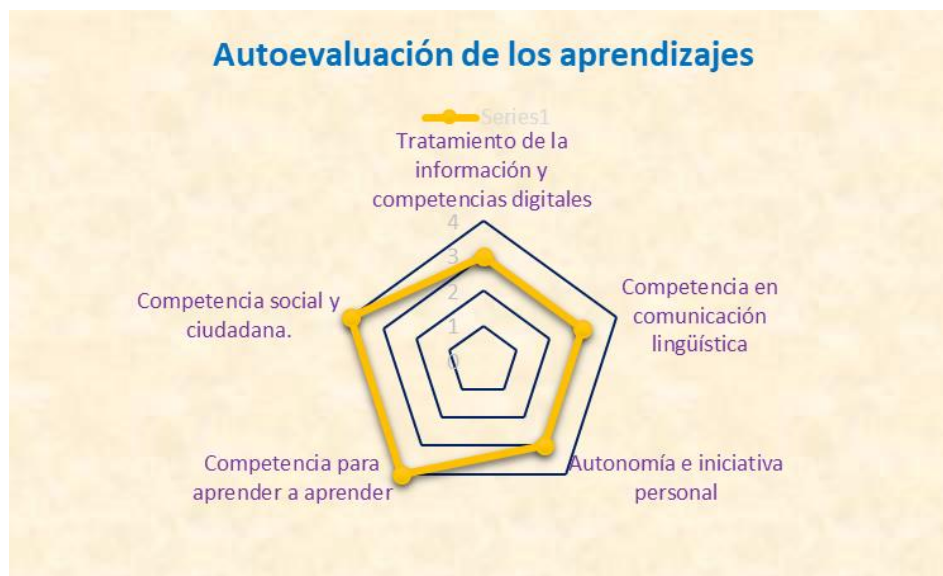 Autoevaluación de los aprendizajes
Series1
Tratamiento de la
información y
competencias digitales
4
3
2
1
0
Competencia en
comunicación
lingüística
Autonomía e iniciativa
personal
Competencia para
aprender a aprender
Competencia social y
ciudadana.